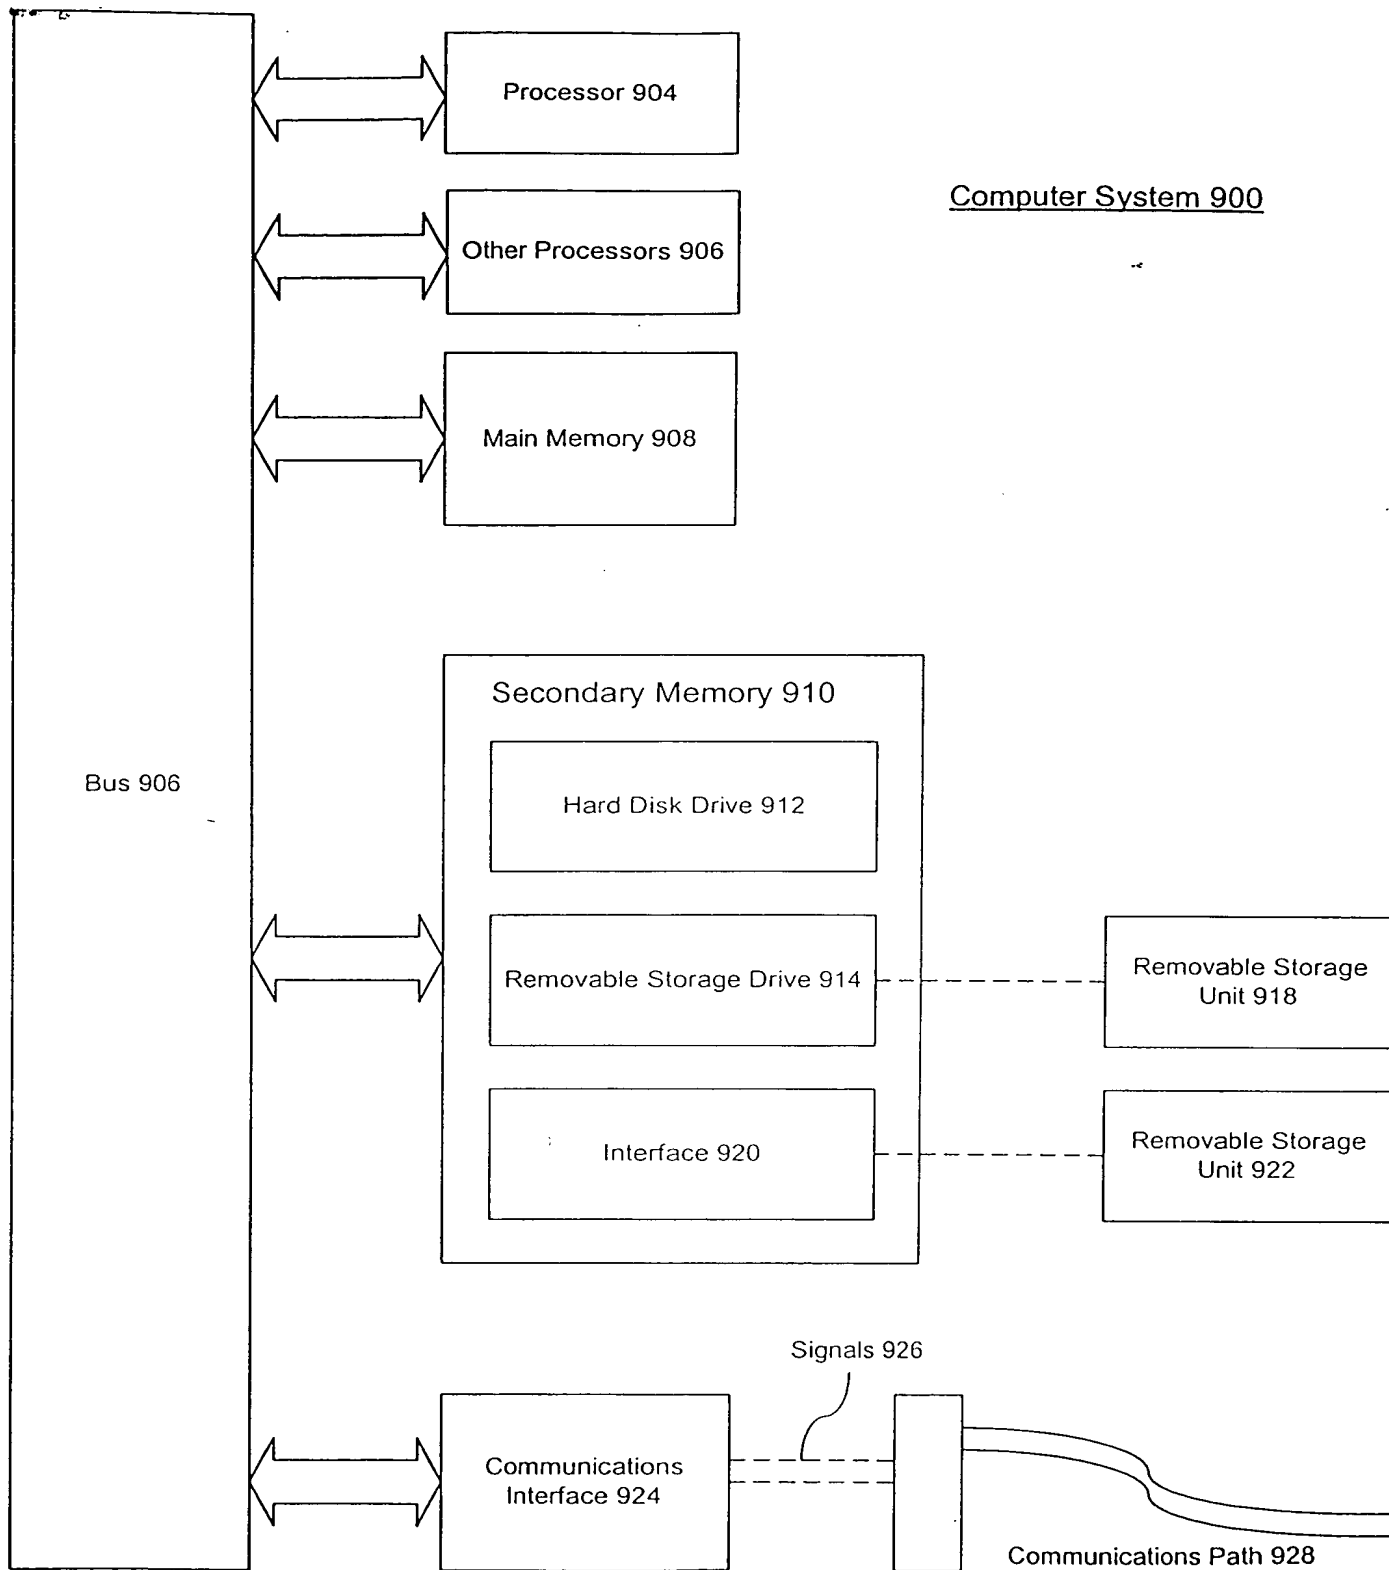 Processor 904
Computer System 900
Other Processors 906
Main Memory 908
Secondary Memory 910
Bus 906
Hard Disk Drive 912
Removable Storage Drive 914
Removable Storage
Unit 918
Interface 920
Removable Storage
Unit 922
Signals 926
Communications
Interface 924
Communications Path 928